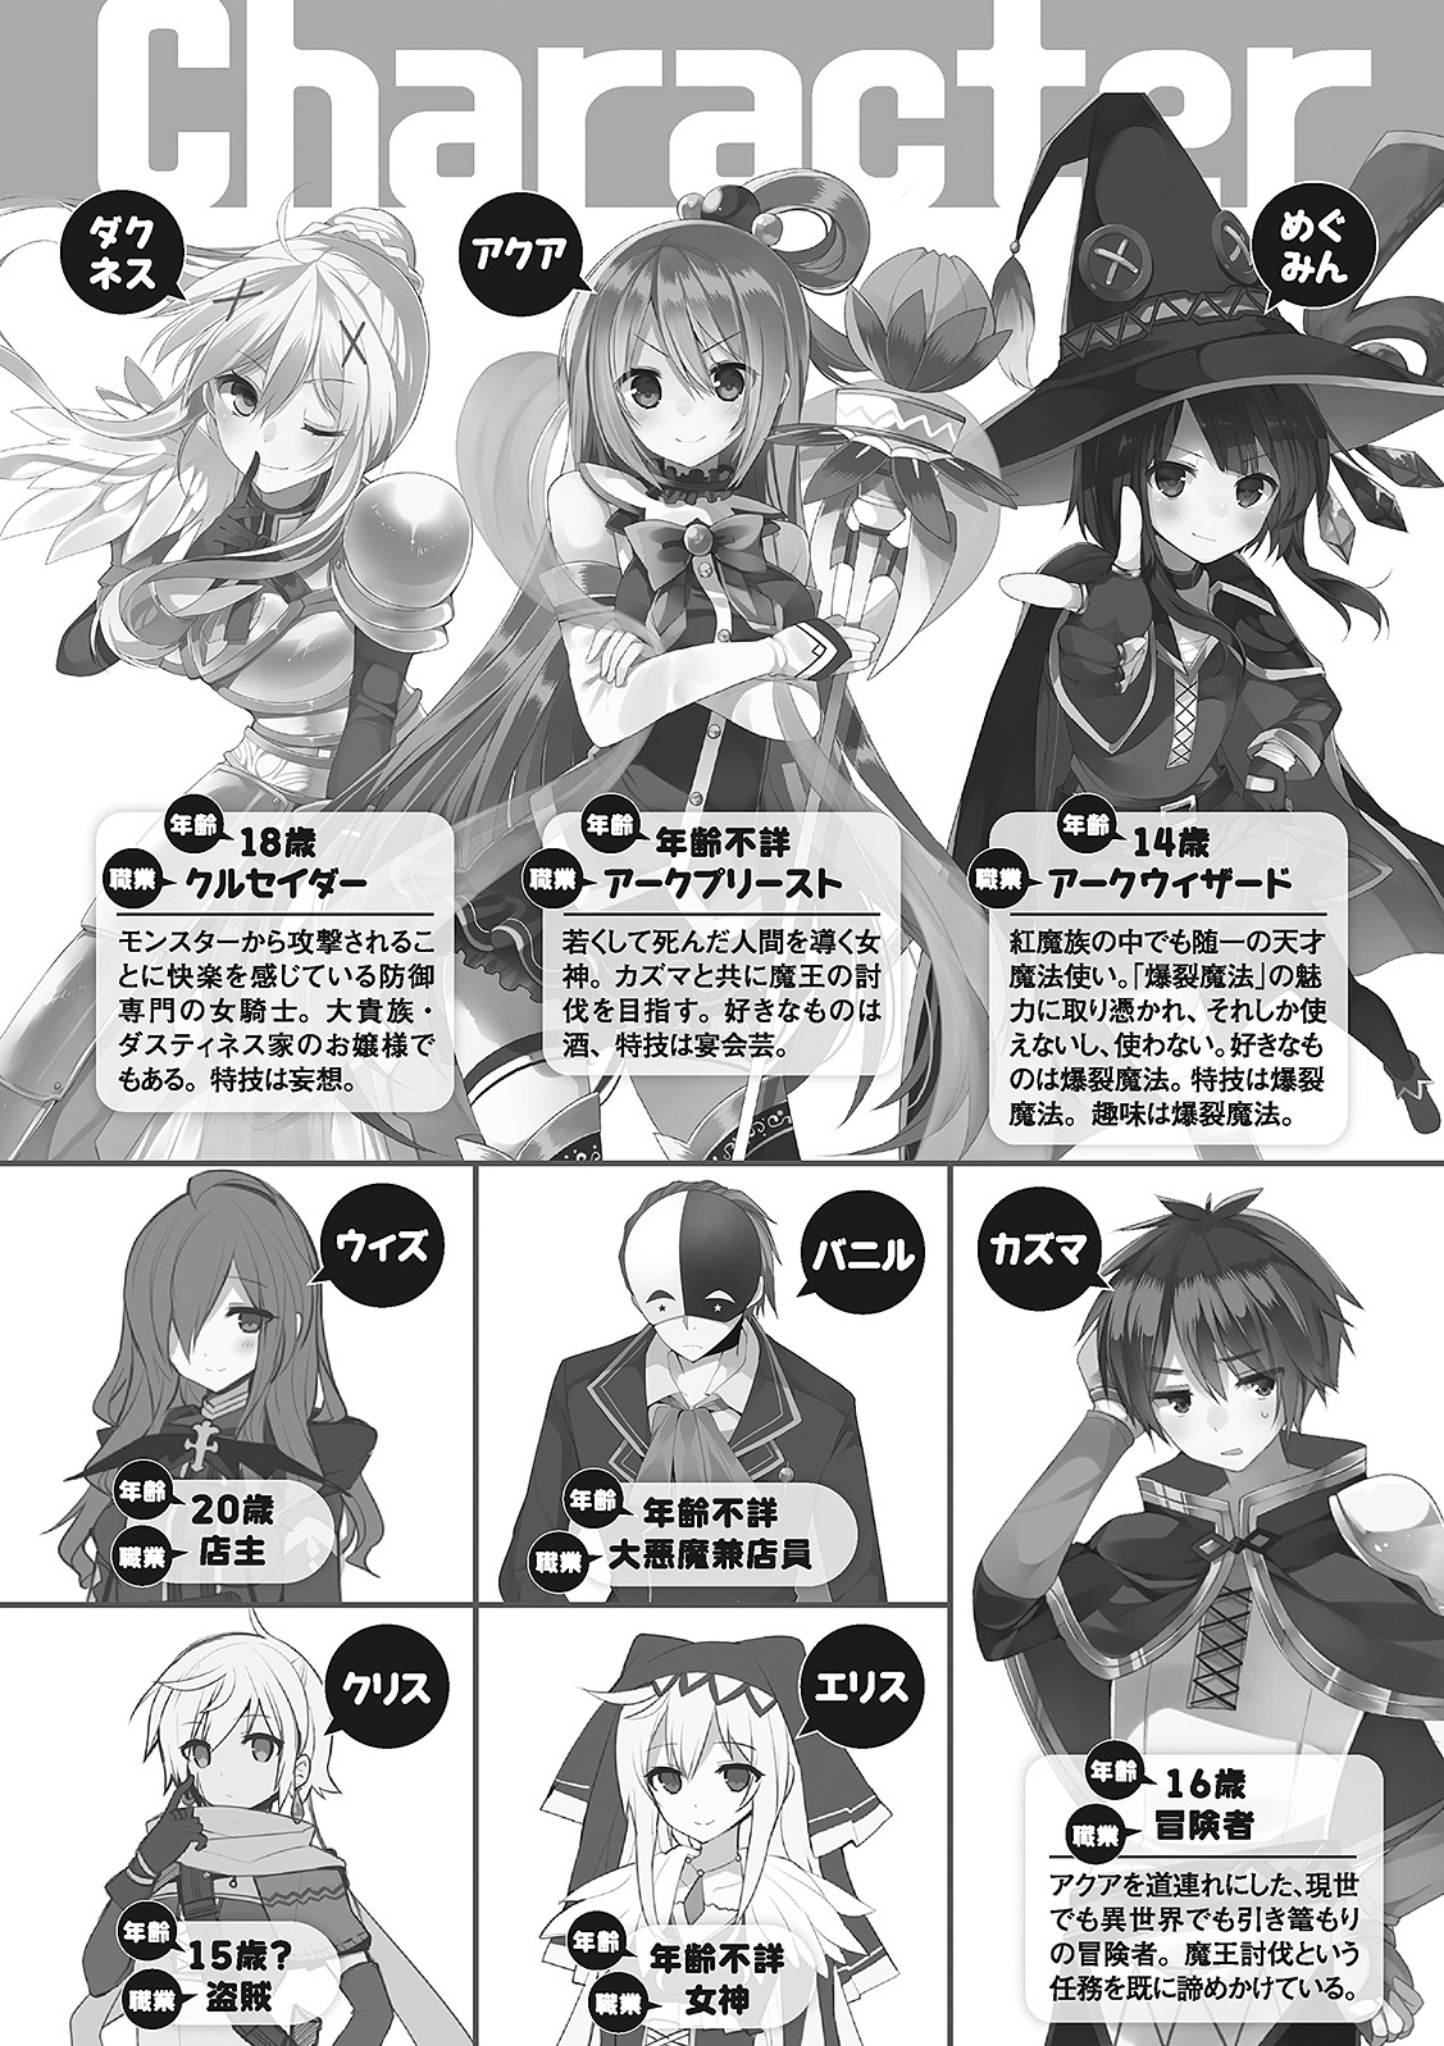 Character
ダク
ネス
年齢
18歳
職業
クルセイダー
モンスターから攻撃されるこ
とに快楽を感じている防御
専門の女騎士。大貴族・
ダスティネス家のお嬢様で
もある。特技は妄想。
アクア
年齢
年齢不詳
職業
アークプリースト
若くして死んだ人間を導く女
神。カズマと共に魔王の討
伐を目指す。好きなものは
酒、特技は宴会芸。
めぐ
みん
年齢
14歳
職業
アークウィザード
紅魔族の中でも随一の天才
魔法使い。「爆裂魔法」の魅
力に取り憑かれ、それしか使
えないし、使わない。好きなも
のは爆裂魔法。特技は爆裂
魔法。趣味は爆裂魔法。
ウィズ
年齢
20歳
職業
店主
バニル
年齢
年齢不詳
職業
大悪魔兼店員
カズマ
年齢
16歳
職業
冒険者
アクアを道連れにした、現世
でも異世界でも引き篭もり
の冒険者。魔王討伐という
任務を既に諦めかけている。
クリス
年齢
15歳?
職業
盗賊
エリス
年齢
年齢不詳
職業
女神